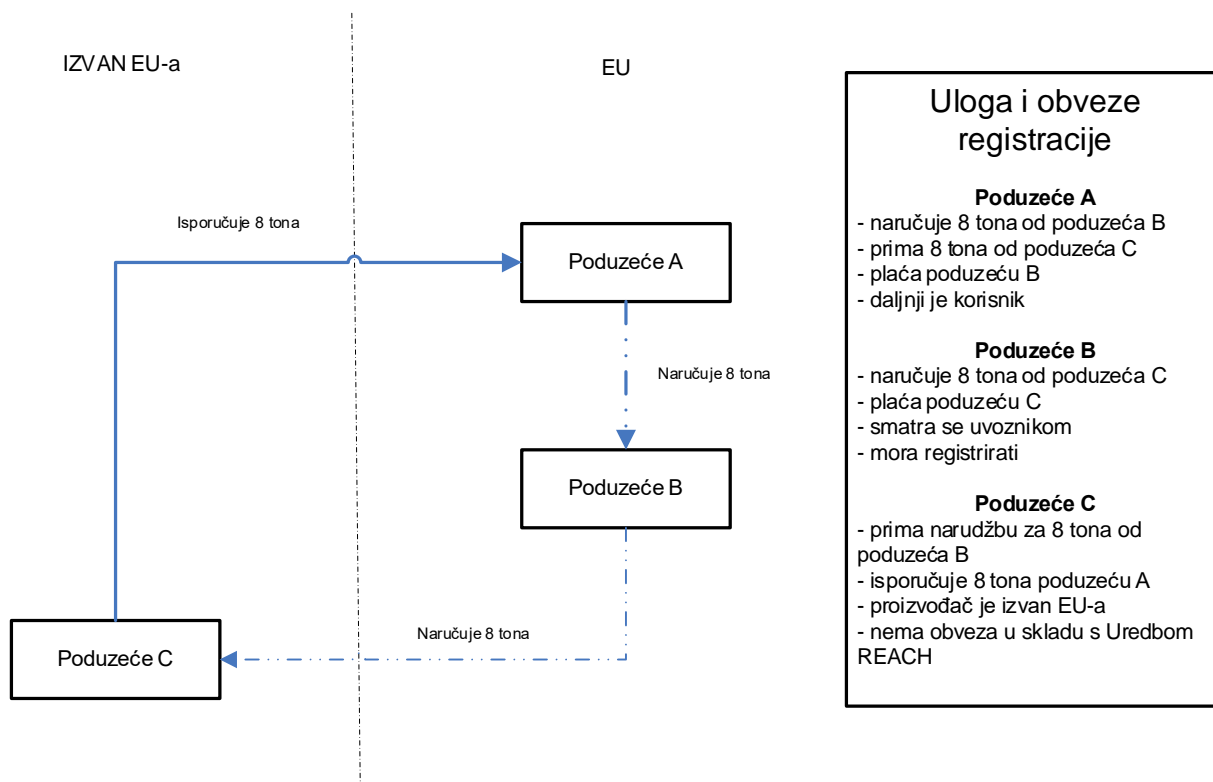 IZVAN EU-a
EU
Isporučuje 8 tona
Poduzeće A
Naručuje 8 tona
Poduzeće B
Naručuje 8 tona
Poduzeće C
Uloga i obveze
registracije
Poduzeće A
- naručuje 8 tona od poduzeća B
- prima 8 tona od poduzeća C
- plaća poduzeću B
- daljnji je korisnik
Poduzeće B
- naručuje 8 tona od poduzeća C
- plaća poduzeću C
- smatra se uvoznikom
- mora registrirati
Poduzeće C
- prima narudžbu za 8 tona od
poduzeća B
- isporučuje 8 tona poduzeću A
- proizvođač je izvan EU-a
- nema obveza u skladu s Uredbom
REACH